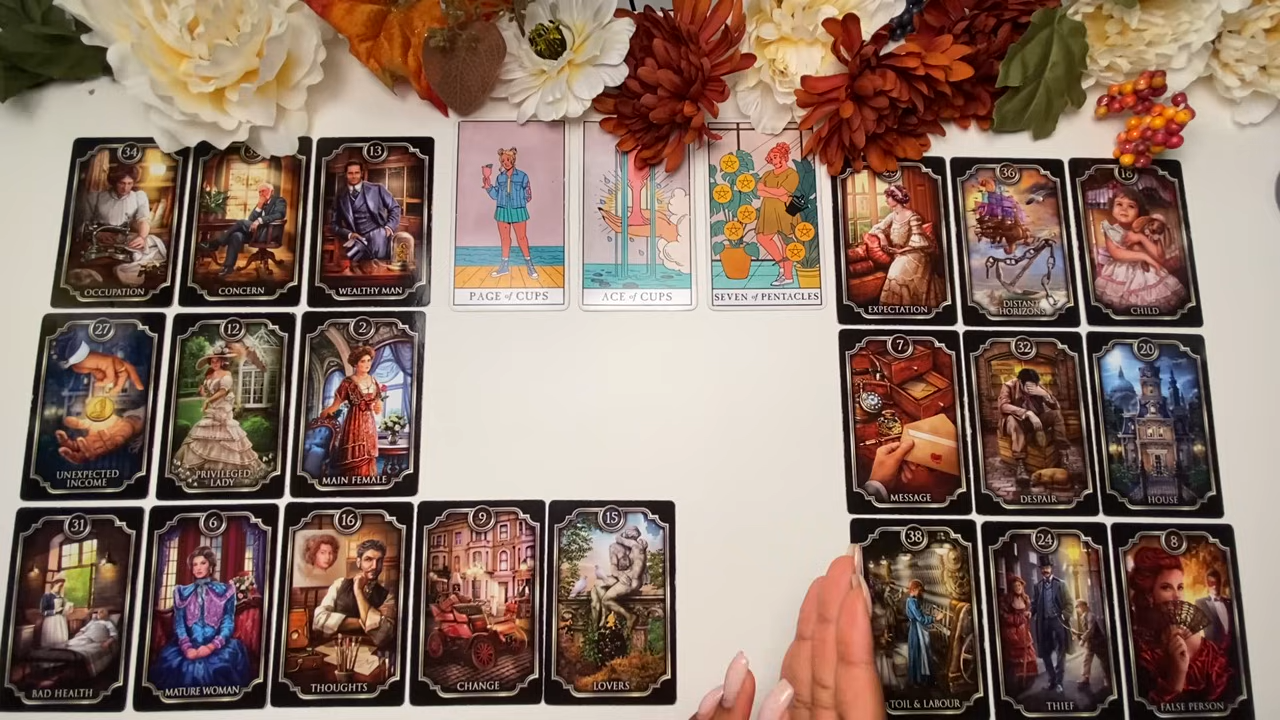 34
13
OCCUPATION
CONCERN
WEALTHY MAN
PAGE of CUPS
ACE of CUPS
SEVEN of PENTACLES
36
18
EXPECTATION
DISTANT
HORIZONS
CHILD
27
12
2
UNEXPECTED
INCOME
PRIVILEGED
LADY
MAIN FEMALE
7
32
20
MESSAGE
DESPAIR
HOUSE
31
6
16
9
15
BAD HEALTH
MATURE WOMAN
THOUGHTS
CHANGE
LOVERS
38
24
8
TOIL & LABOUR
THIEF
FALSE PERSON